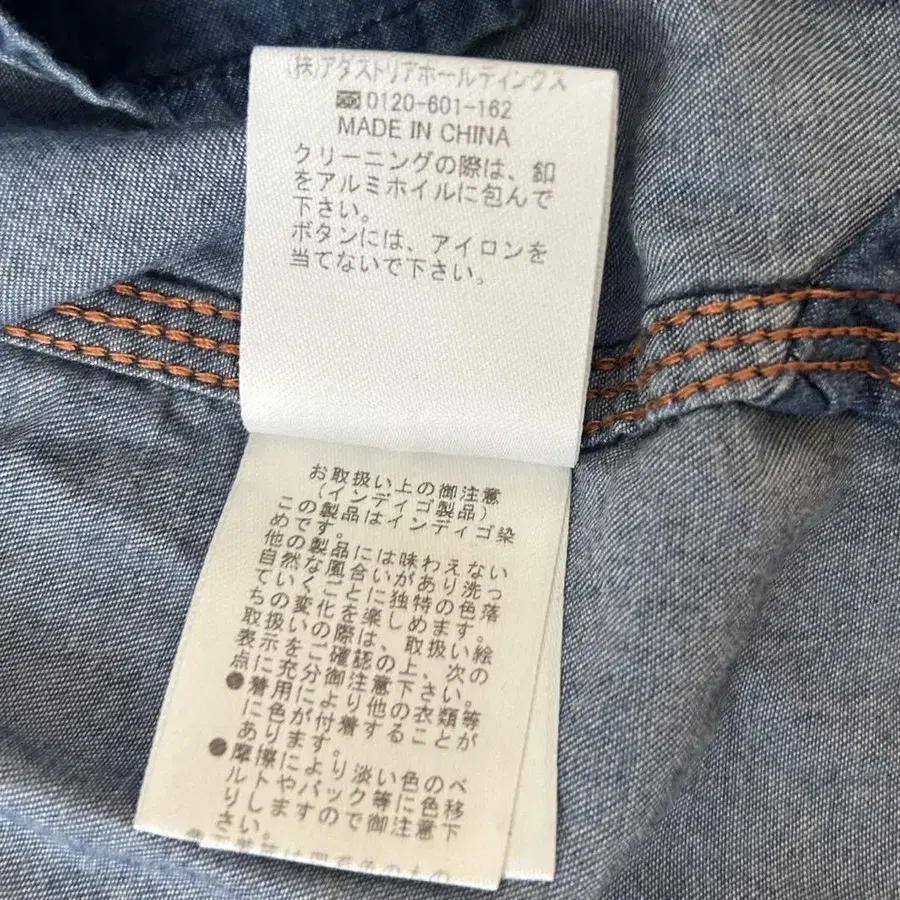 (株)アダストリアホールディングス
0120-601-162
MADE IN CHINA
クリーニングの際は、釦
をアルミホイルに包んで
下さい。
ボタンには、アイロンを
当てないで下さい。
お取扱い上の御注意
(インディゴ製品)
この製品はインディゴ染
めです。
他の製品には味わえない
自然な風合いがあり洗っ
ていくごとに独特の色落
ちの変化を楽しめます。
取扱いの際は、取扱い絵
表示をご確認の上、次の
点に充分御注意下さい。
●着用により他の衣類等
に色が付着することが
あります。
●摩擦により淡い色のベ
ルトやバック等に色移
りしますので御注意下
さい。